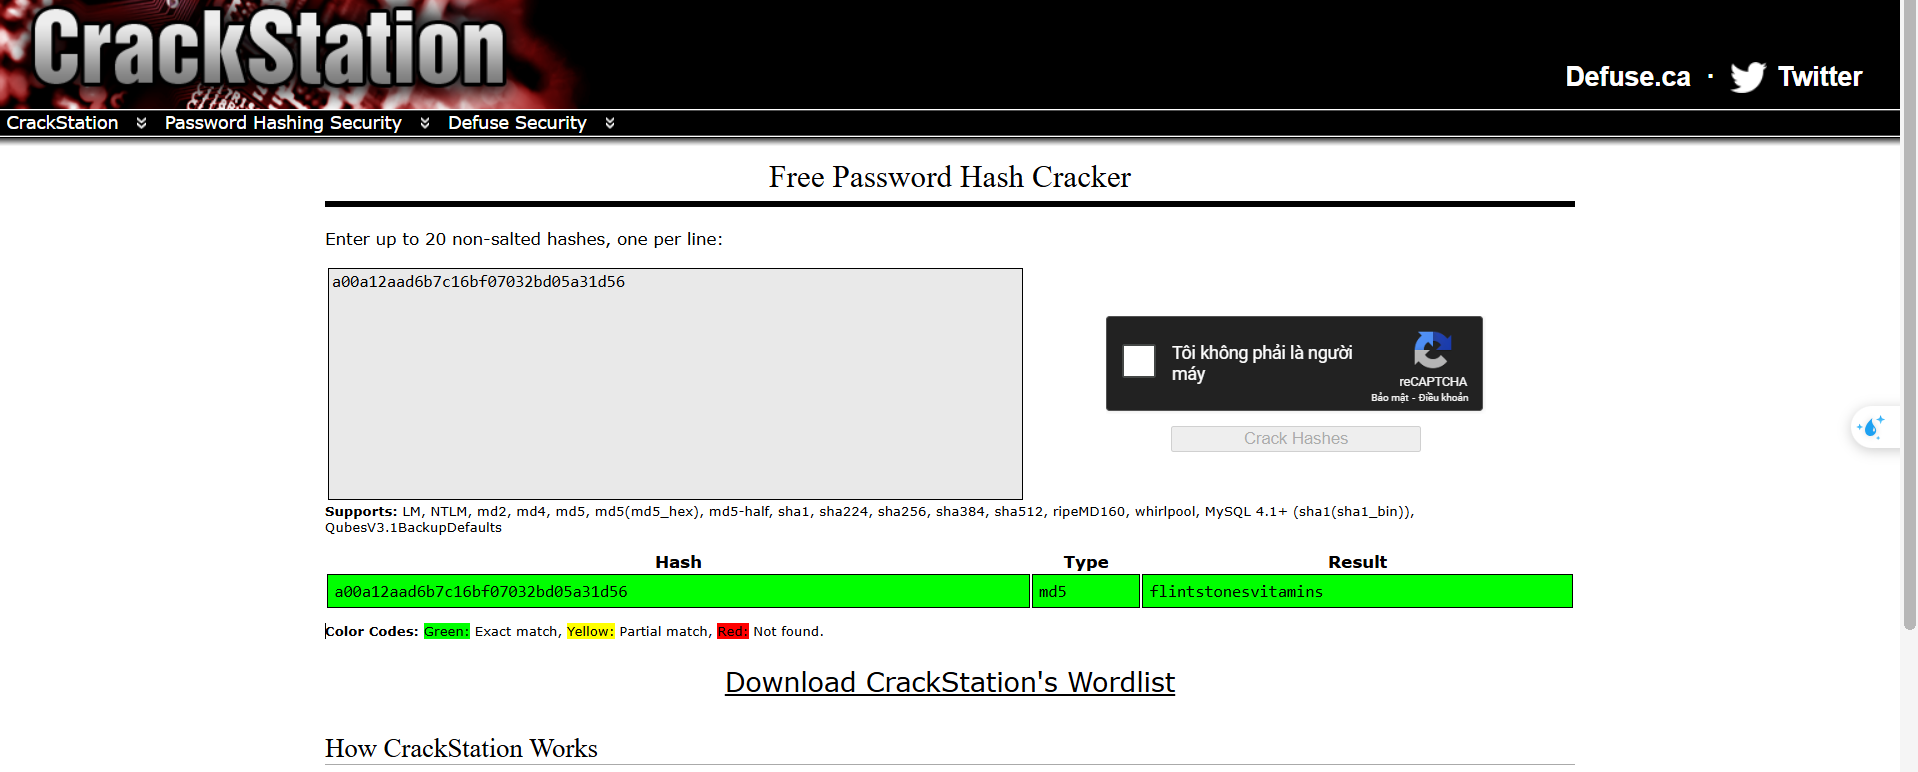 CrackStation
Defuse.ca · Twitter
CrackStation Password Hashing Security Defuse Security
Free Password Hash Cracker
Enter up to 20 non-salted hashes, one per line:
a00a12aad6b7c16bf07032bd05a31d56
Tôi không phải là người
máy
reCAPTCHA
Bảo mật - Điều khoản
Crack Hashes
Supports: LM, NTLM, md2, md4, md5, md5(md5_hex), md5-half, sha1, sha224, sha256, sha384, sha512, ripeMD160, whirlpool, MySQL 4.1+ (sha1(sha1_bin)),
QubesV3.1BackupDefaults
Hash Type Result
a00a12aad6b7c16bf07032bd05a31d56 md5 flintstonesvitamins
Color Codes: Green: Exact match, Yellow: Partial match, Red: Not found.
Download CrackStation's Wordlist
How CrackStation Works